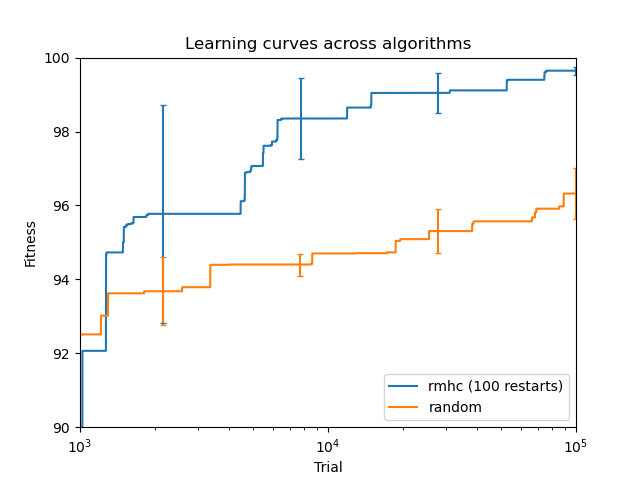 Learning curves across algorithms
Fitness
100
98
96
94
92
90
10³
10⁴
10⁵
Trial
rmhc (100 restarts)
random